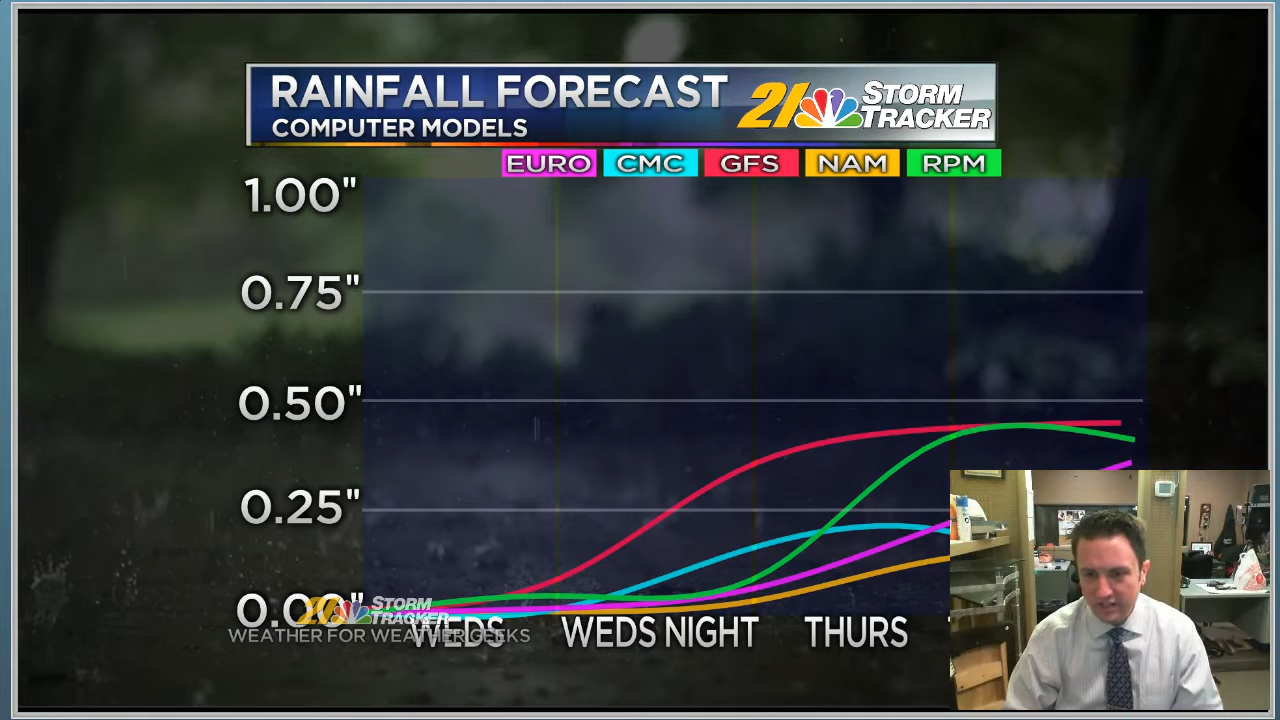 RAINFALL FORECAST
COMPUTER MODELS
21 STORM
TRACKER
EURO CMC GFS NAM RPM
1.00"
0.75"
0.50"
0.25"
0.00"
21 STORM
TRACKER
WEATHER FOR WEATHER GEEKS
WEDS WEDS NIGHT THURS